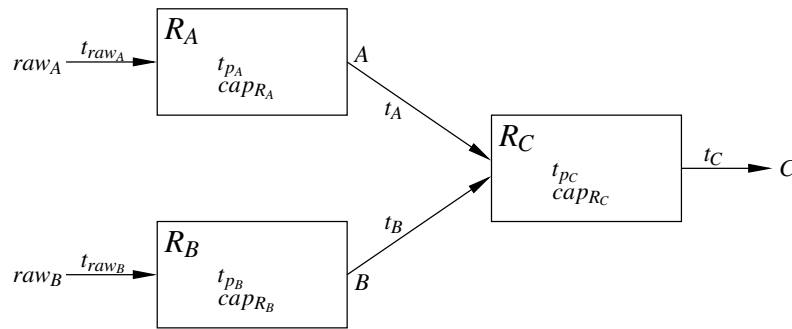 R_A
raw_A
t_{raw_A}
t_{p_A}
cap_{R_A}
A
t_A
R_C
t_{p_C}
cap_{R_C}
t_C
C
R_B
raw_B
t_{raw_B}
t_{p_B}
cap_{R_B}
t_B
B